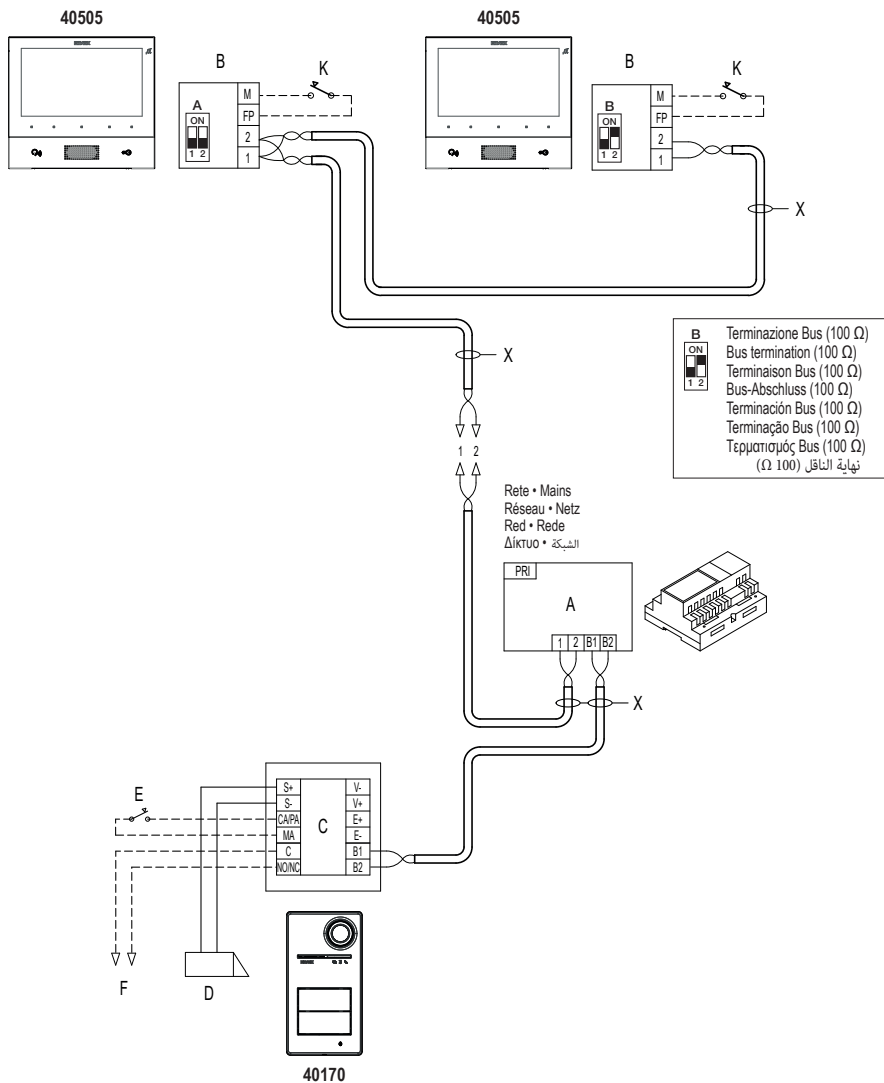 40505
40505
B
K
A
ON
1 2
M
FP
2
1
B
K
B
ON
1 2
M
FP
2
1
X
X
B
ON
1 2
Terminazione Bus (100 Ω)
Bus termination (100 Ω)
Terminaison Bus (100 Ω)
Bus-Abschluss (100 Ω)
Terminación Bus (100 Ω)
Terminação Bus (100 Ω)
Τερματισμός Bus (100 Ω)
نهاية الناقل (100 Ω)
1 2
Rete • Mains
Réseau • Netz
Red • Rede
Δίκτυο • الشبكة
PRI
A
1 2 B1 B2
X
E
S+
S-
CA/PA
MA
C
NO/NC
C
V-
V+
E+
E-
B1
B2
F
D
40170